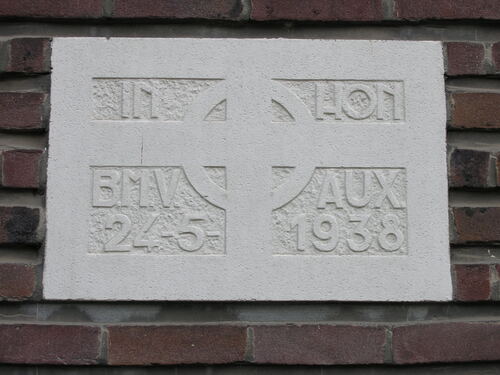 IN HON
BMV AUX
24-5-1938